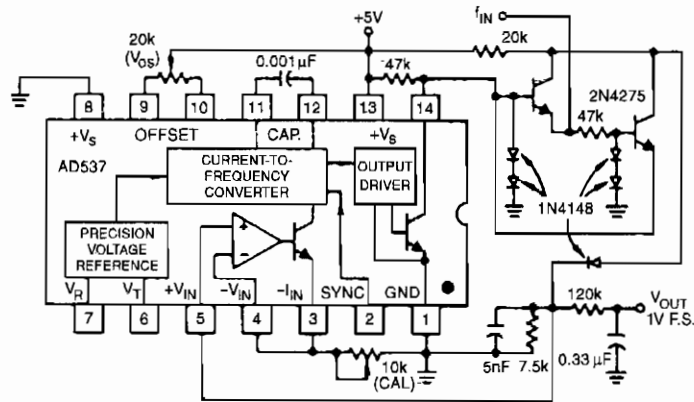 +5V
fIN
20k
(VOS)
0.001µF
47k
20k
2N4275
47k
8
9
10
11
12
13
14
+VS
OFFSET
CAP.
+VS
AD537
CURRENT-TO-
FREQUENCY
CONVERTER
OUTPUT
DRIVER
1N4148
PRECISION
VOLTAGE
REFERENCE
+
−
VR
VT
+VIN
−VIN
−IIN
SYNC
GND
7
6
5
4
3
2
1
10k
(CAL)
5nF
7.5k
120k
0.33 µF
VOUT
1V F.S.